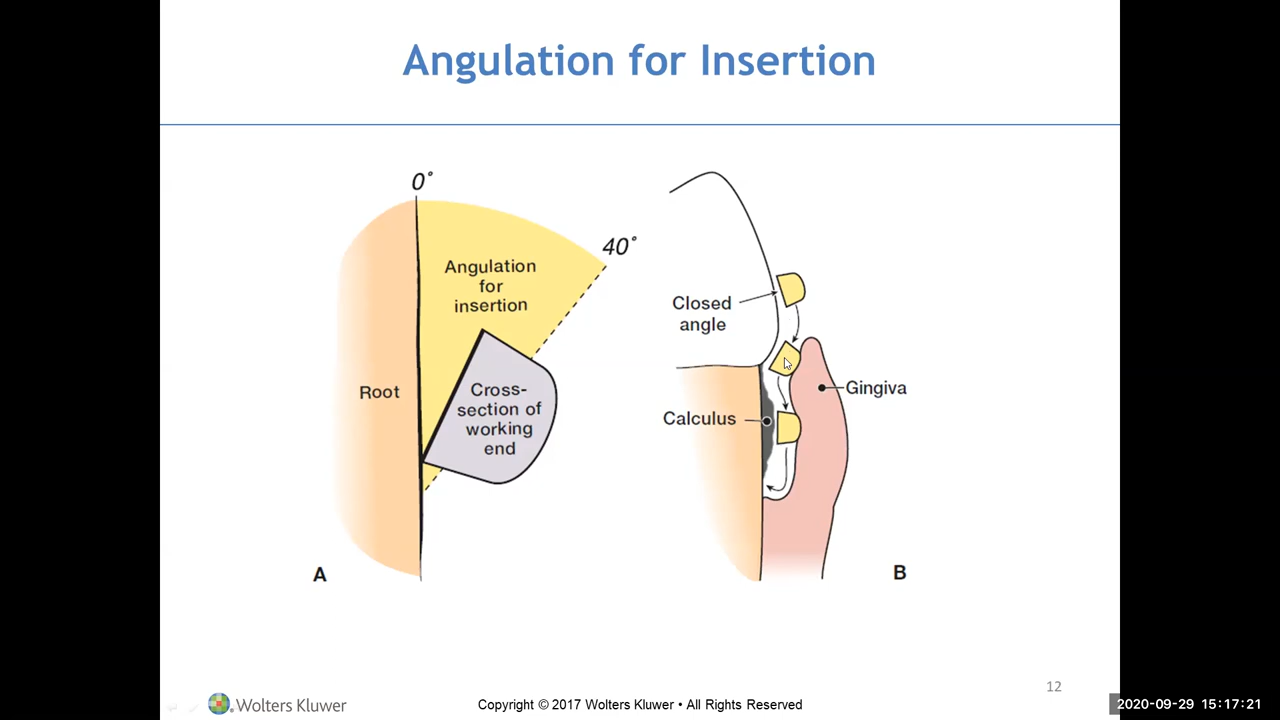 Angulation for Insertion
0°
40°
Angulation
for
insertion
Root
Cross-
section of
working
end
A
Closed
angle
Calculus
Gingiva
B
12
Wolters Kluwer
Copyright © 2017 Wolters Kluwer • All Rights Reserved
2020-09-29 15:17:21